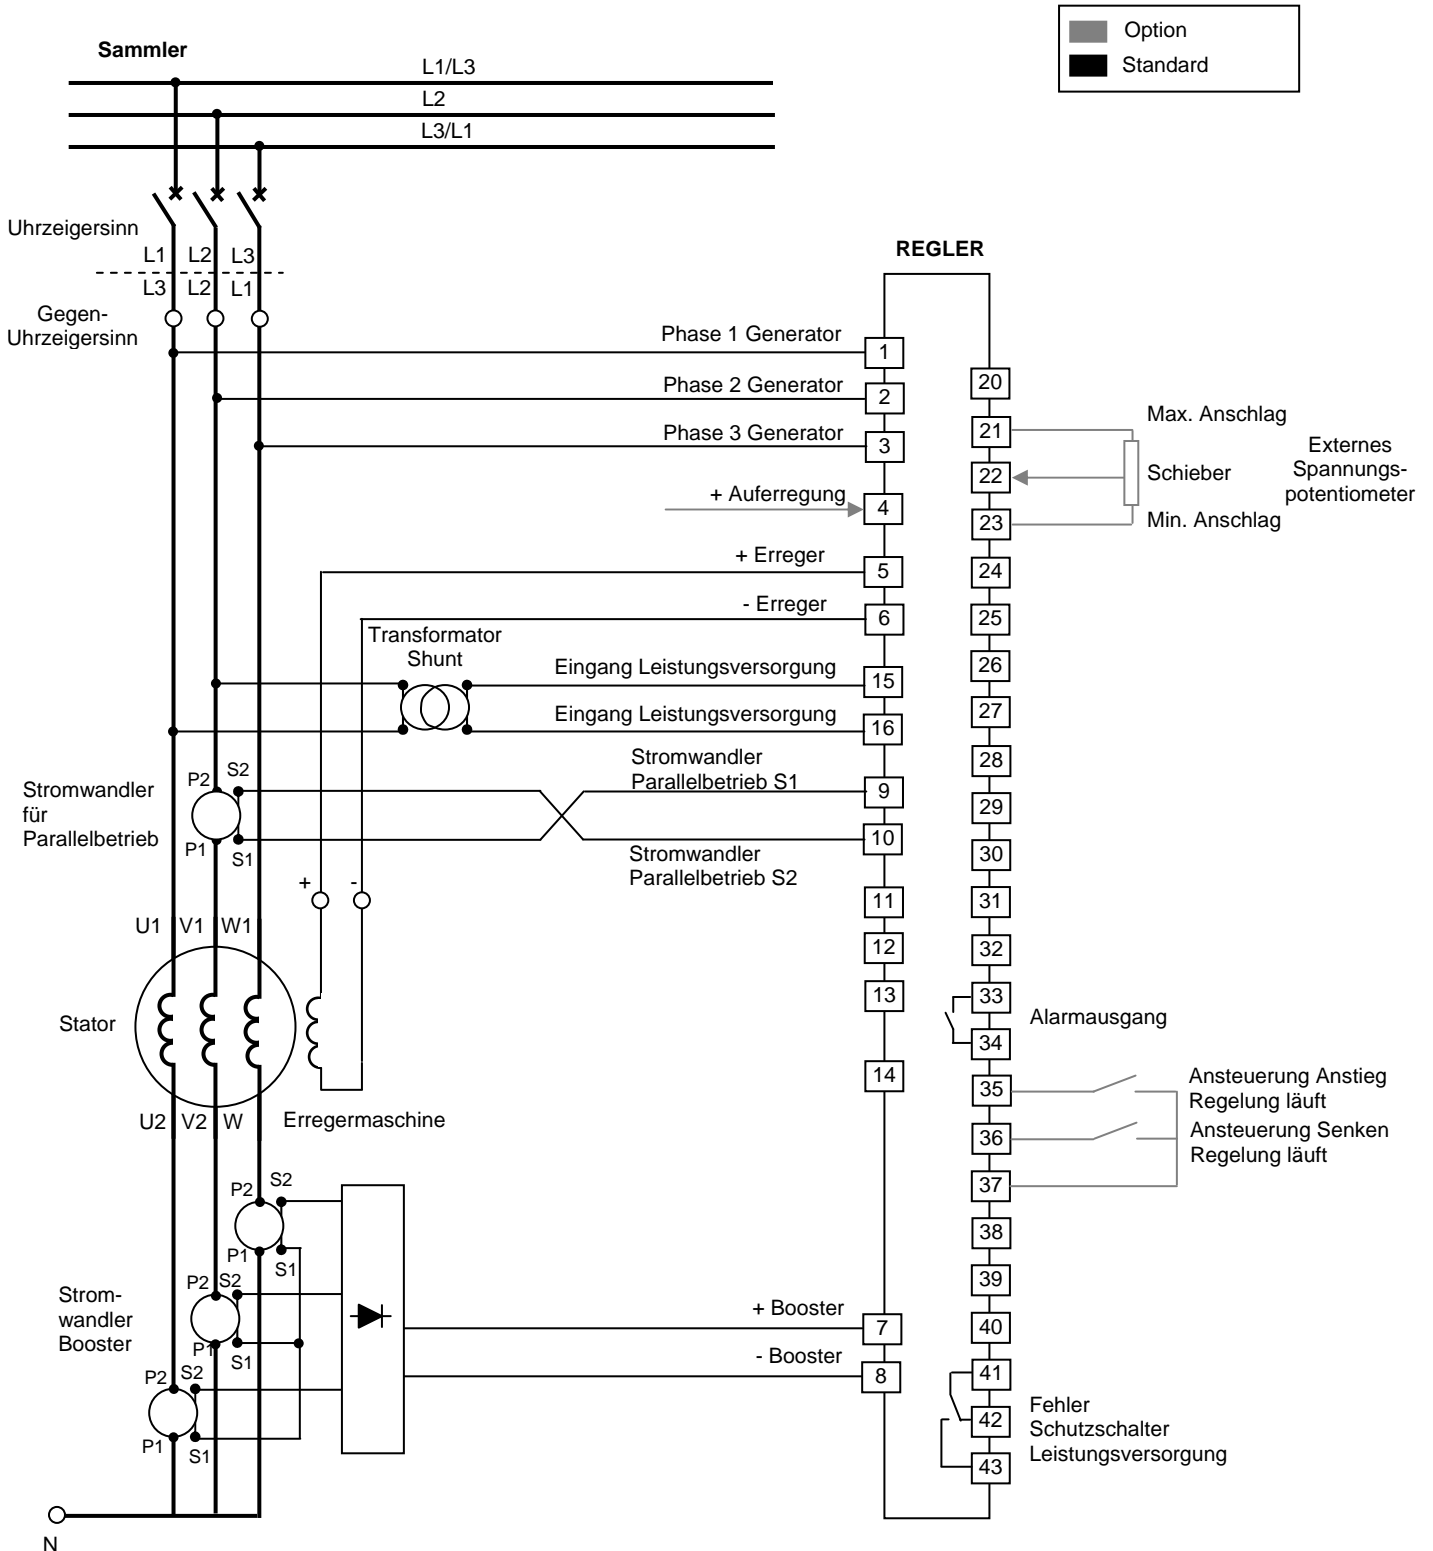 Sammler
L1/L3
L2
L3/L1
Option
Standard
Uhrzeigersinn
L1 L2 L3
L3 L2 L1
Gegen-
Uhrzeigersinn
REGLER
Phase 1 Generator
1
Phase 2 Generator
2
Phase 3 Generator
3
+ Auferregung
4
+ Erreger
5
- Erreger
6
Transformator
Shunt
Eingang Leistungsversorgung
15
Eingang Leistungsversorgung
16
Stromwandler
Parallelbetrieb S1
9
10
Stromwandler
Parallelbetrieb S2
11
12
13
14
P2 S2
P1 S1
Stromwandler
für
Parallelbetrieb
+ -
U1 V1 W1
Stator
U2 V2 W
Erregermaschine
P2 S2
P1 S1
P2 S2
P1 S1
P2 S2
P1 S1
Strom-
wandler
Booster
+ Booster
7
- Booster
8
N
20
21
22
23
24
25
26
27
28
29
30
31
32
33
34
35
36
37
38
39
40
41
42
43
Max. Anschlag
Schieber
Min. Anschlag
Externes
Spannungs-
potentiometer
Alarmausgang
Ansteuerung Anstieg
Regelung läuft
Ansteuerung Senken
Regelung läuft
Fehler
Schutzschalter
Leistungsversorgung